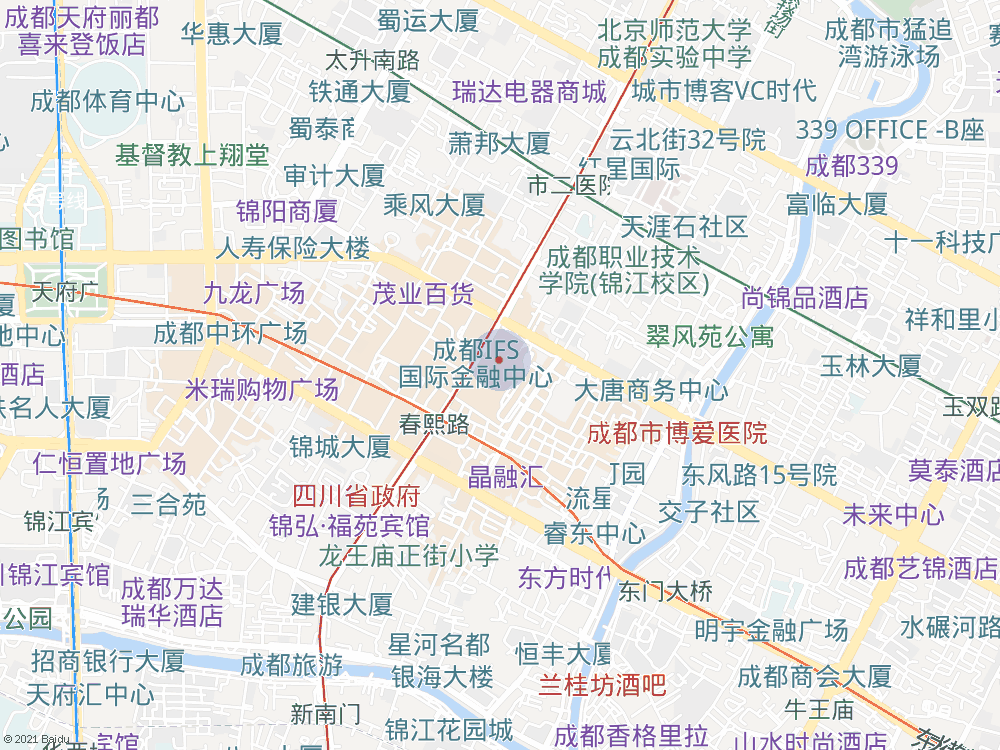 成都天府丽都
喜来登饭店
华惠大厦
蜀运大厦
太升南路
北京师范大学
成都实验中学
成都市猛追
湾游泳场
成都体育中心
铁通大厦
瑞达电器商城
城市博客VC时代
蜀泰商
萧邦大厦
云北街32号院
339 OFFICE -B座
基督教上翔堂
审计大厦
市二医院
红星国际
成都339
锦阳商厦
乘风大厦
天涯石社区
富临大厦
号线
图书馆
人寿保险大楼
成都职业技术
学院(锦江校区)
十一科技广
天府广
九龙广场
茂业百货
尚锦品酒店
成都中环广场
翠风苑公寓
祥和里小
地中心
成都IFS
国际金融中心
玉林大厦
酒店
米瑞购物广场
大唐商务中心
玉双路
名人大厦
春熙路
成都市博爱医院
锦城大厦
仁恒置地广场
晶融汇
东风路15号院
莫泰酒店
三合苑
四川省政府
流星
交子社区
未来中心
锦江宾
锦弘·福苑宾馆
睿东中心
龙王庙正街小学
川锦江宾馆
成都万达
瑞华酒店
东方时代
东门大桥
成都艺锦酒店
公园
建银大厦
明宇金融广场
水碾河路
星河名都
恒丰大厦
招商银行大厦
成都旅游
银海大楼
兰桂坊酒吧
成都商会大厦
天府汇中心
新南门
锦江花园城
成都香格里拉
牛王庙
山水时尚酒店
宾馆
© 2021 Baidu